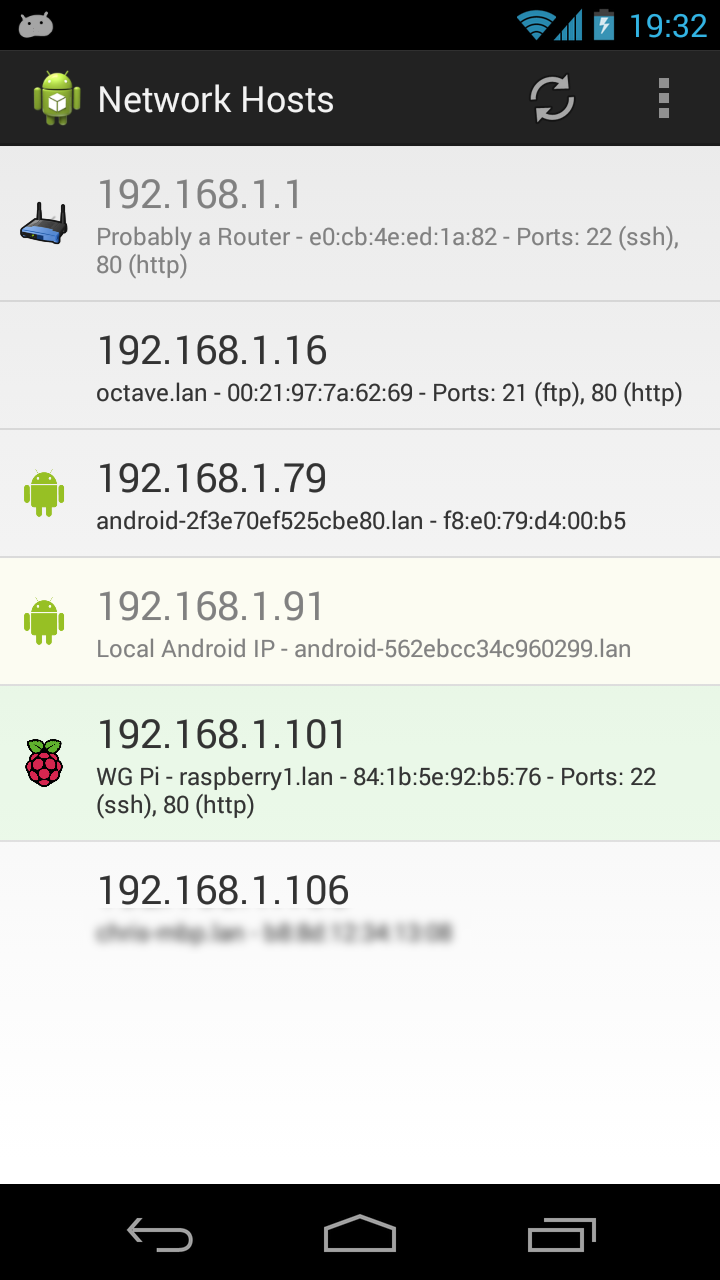 19:32
Network Hosts
192.168.1.1
Probably a Router - e0:cb:4e:ed:1a:82 - Ports: 22 (ssh),
80 (http)
192.168.1.16
octave.lan - 00:21:97:7a:62:69 - Ports: 21 (ftp), 80 (http)
192.168.1.79
android-2f3e70ef525cbe80.lan - f8:e0:79:d4:00:b5
192.168.1.91
Local Android IP - android-562ebcc34c960299.lan
192.168.1.101
WG Pi - raspberry1.lan - 84:1b:5e:92:b5:76 - Ports: 22
(ssh), 80 (http)
192.168.1.106